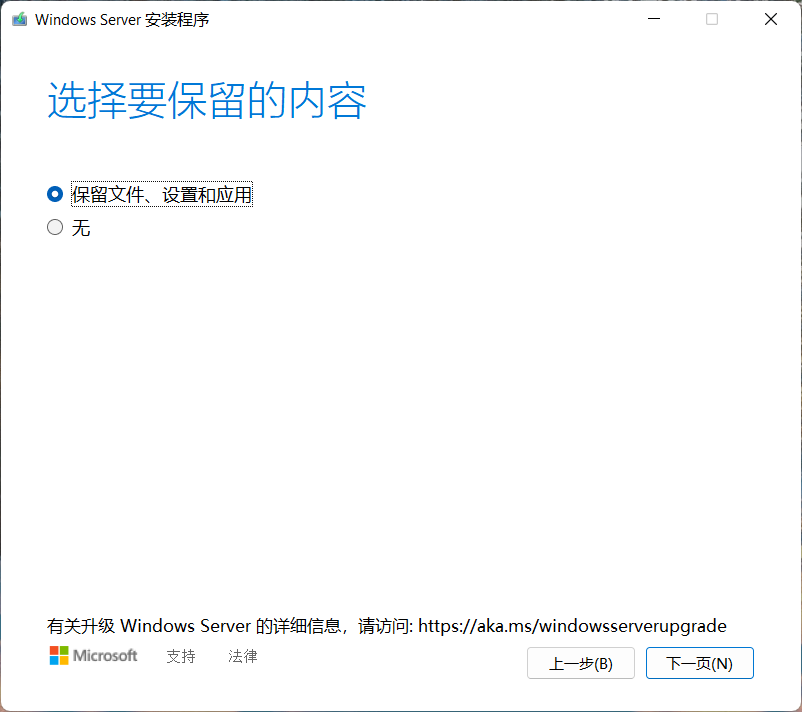 Windows Server 安装程序
选择要保留的内容
保留文件、设置和应用
无
有关升级 Windows Server 的详细信息，请访问: https://aka.ms/windowsserverupgrade
Microsoft 支持 法律 上一步(B) 下一页(N)